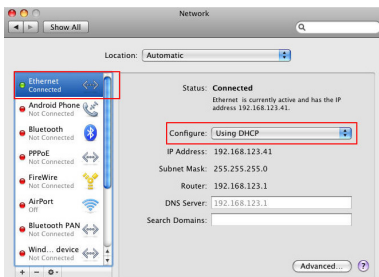 Network
Show All
Location: Automatic
Ethernet
Connected
Android Phone
Not Connected
Bluetooth
Not Connected
PPPoE
Not Connected
FireWire
Not Connected
AirPort
Off
Bluetooth PAN
Not Connected
Wind... device
Not Connected
Status: Connected
Ethernet is currently active and has the IP
address 192.168.123.41.
Configure: Using DHCP
IP Address: 192.168.123.41
Subnet Mask: 255.255.255.0
Router: 192.168.123.1
DNS Server: 192.168.123.1
Search Domains:
Advanced...
?